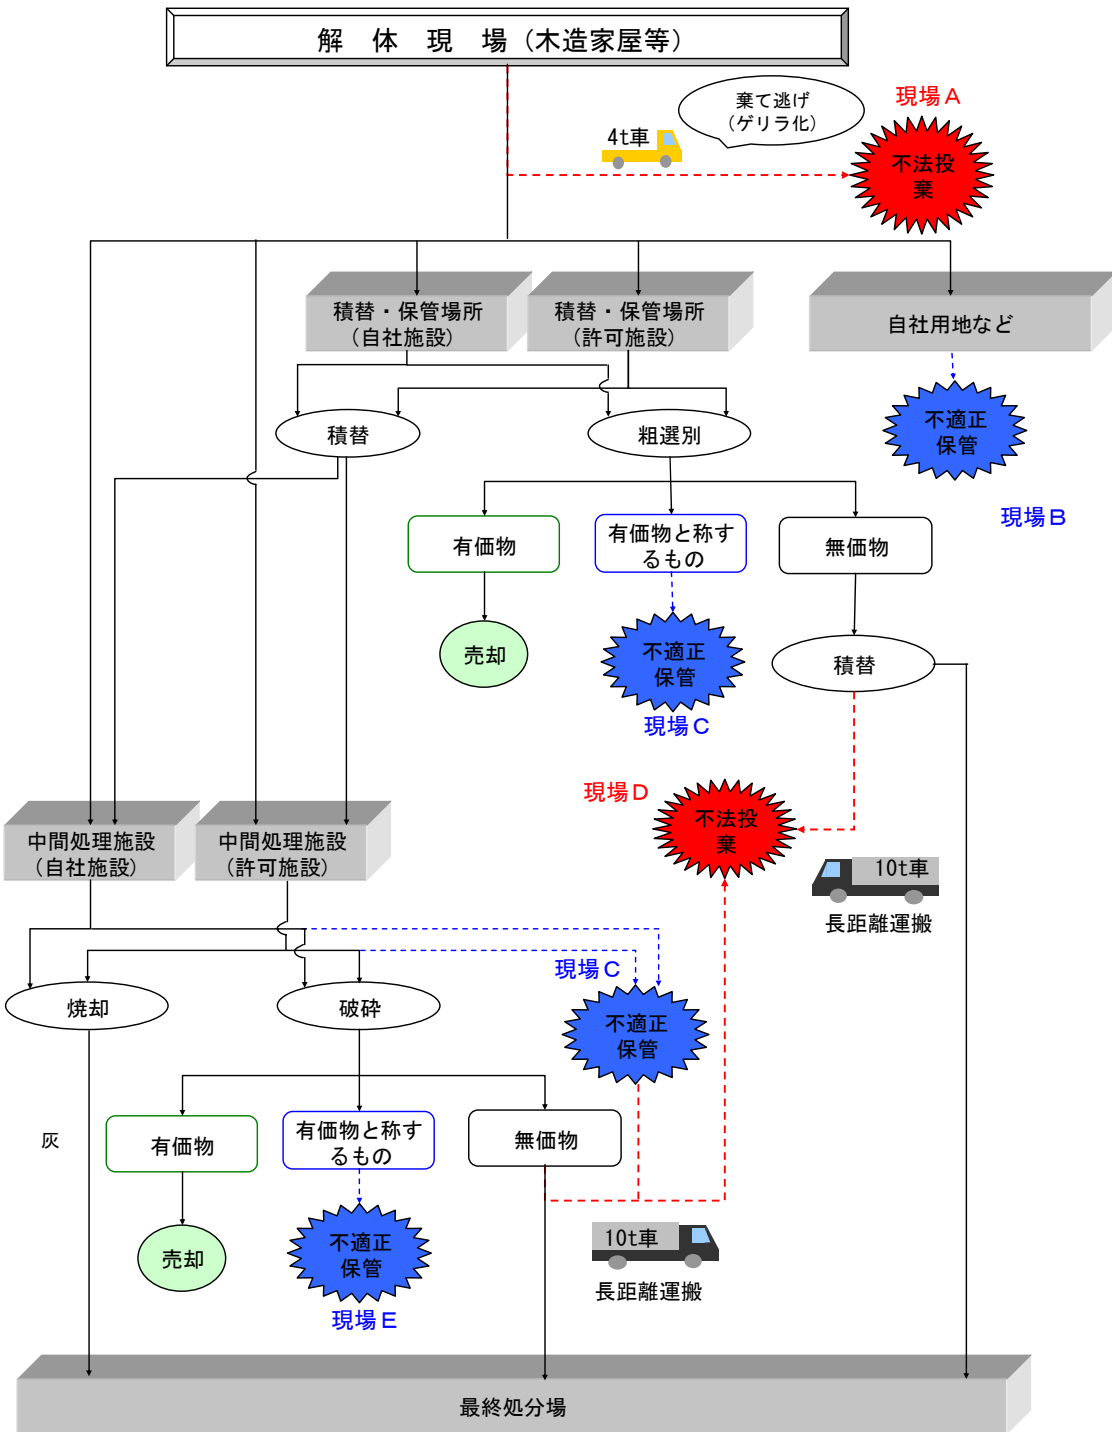 解 体 現 場（木造家屋等）
棄て逃げ
（ゲリラ化）
現場Ａ
4t車
不法投
棄
積替・保管場所
（自社施設）
積替・保管場所
（許可施設）
自社用地など
不適正
保管
積替
粗選別
現場Ｂ
有価物
有価物と称す
るもの
無価物
売却
不適正
保管
積替
現場Ｃ
現場Ｄ
不法投
棄
中間処理施設
（自社施設）
中間処理施設
（許可施設）
10t車
長距離運搬
現場Ｃ
焼却
破砕
不適正
保管
灰
有価物
有価物と称す
るもの
無価物
売却
不適正
保管
10t車
長距離運搬
現場Ｅ
最終処分場